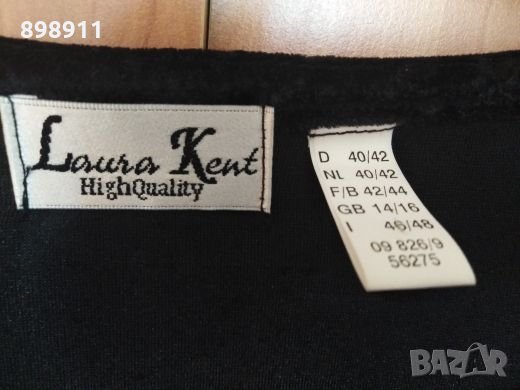 898911
Laura Kent
HighQuality
D 40/42
NL 40/42
F/B 42/44
GB 14/16
I 46/48
09 826/9
56275
BAZAR